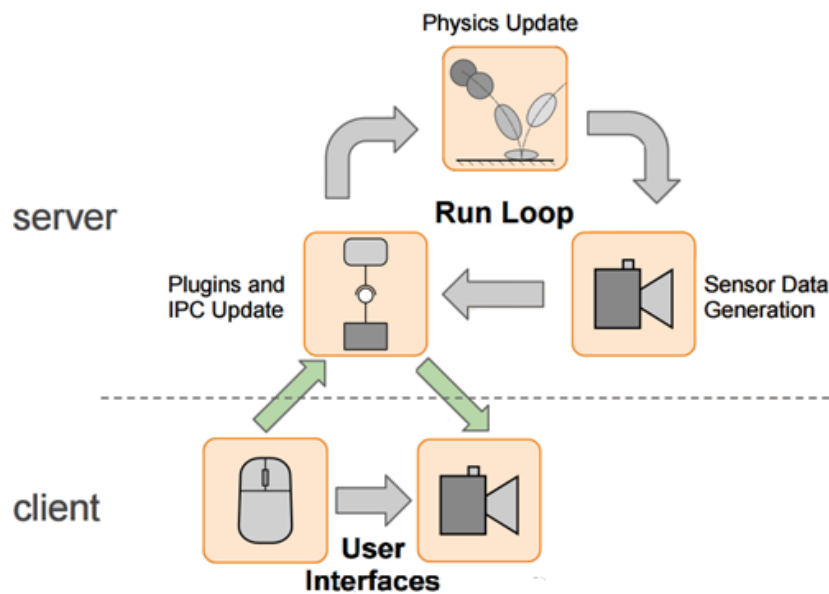 Physics Update
server
Run Loop
Plugins and
IPC Update
Sensor Data
Generation
client
User
Interfaces